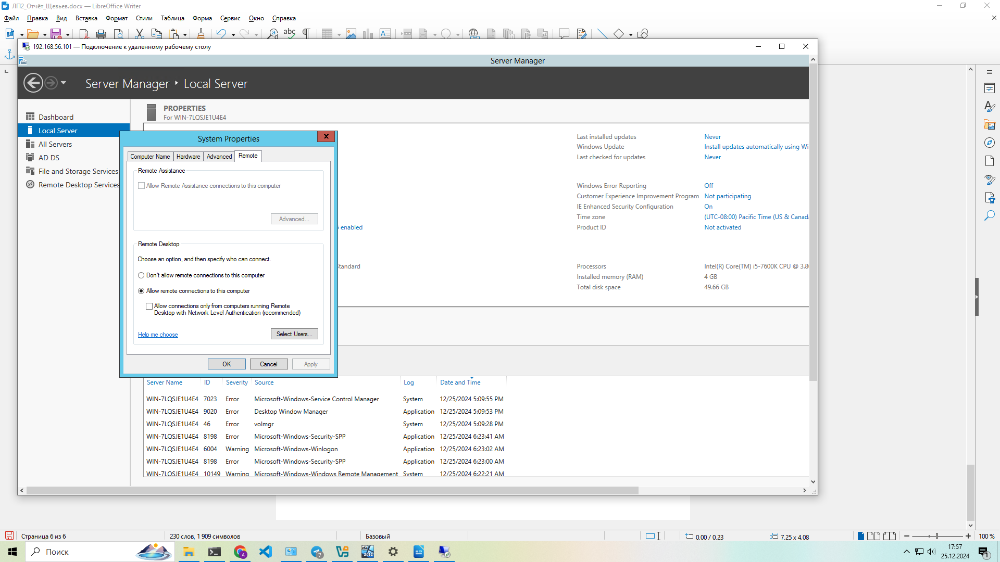 ЛП2_Отчёт_Щевьев.docx — LibreOffice Writer
Файл Правка Вид Вставка Формат Стили Таблица Форма Сервис Окно Справка
192.168.56.101 — Подключение к удаленному рабочему столу
Server Manager
Server Manager ‣ Local Server
Dashboard
Local Server
All Servers
AD DS
File and Storage Services
Remote Desktop Services
PROPERTIES
For WIN-7LQSJE1U4E4
System Properties
Computer Name Hardware Advanced Remote
Remote Assistance
Allow Remote Assistance connections to this computer
Advanced...
Remote Desktop
Choose an option, and then specify who can connect.
Don't allow remote connections to this computer
Allow remote connections to this computer
Allow connections only from computers running Remote
Desktop with Network Level Authentication (recommended)
Help me choose
Select Users...
OK Cancel Apply
enabled
Standard
Last installed updates Never
Windows Update Install updates automatically using Wi
Last checked for updates Never
Windows Error Reporting Off
Customer Experience Improvement Program Not participating
IE Enhanced Security Configuration On
Time zone (UTC-08:00) Pacific Time (US & Canad
Product ID Not activated
Processors Intel(R) Core(TM) i5-7600K CPU @ 3.8
Installed memory (RAM) 4 GB
Total disk space 49.66 GB
Server Name ID Severity Source Log Date and Time
WIN-7LQSJE1U4E4 7023 Error Microsoft-Windows-Service Control Manager System 12/25/2024 5:09:55 PM
WIN-7LQSJE1U4E4 9020 Error Desktop Window Manager Application 12/25/2024 5:09:53 PM
WIN-7LQSJE1U4E4 46 Error volmgr System 12/25/2024 5:09:28 PM
WIN-7LQSJE1U4E4 8198 Error Microsoft-Windows-Security-SPP Application 12/25/2024 6:23:41 AM
WIN-7LQSJE1U4E4 6004 Warning Microsoft-Windows-Winlogon Application 12/25/2024 6:23:02 AM
WIN-7LQSJE1U4E4 8198 Error Microsoft-Windows-Security-SPP Application 12/25/2024 6:23:00 AM
WIN-7LQSJE1U4E4 10149 Warning Microsoft-Windows-Windows Remote Management System 12/25/2024 6:22:21 AM
Страница 6 из 6
230 слов, 1 909 символов
Базовый
0,00 / 0,23
7,25 x 4,08
100 %
Поиск
17:57
25.12.2024